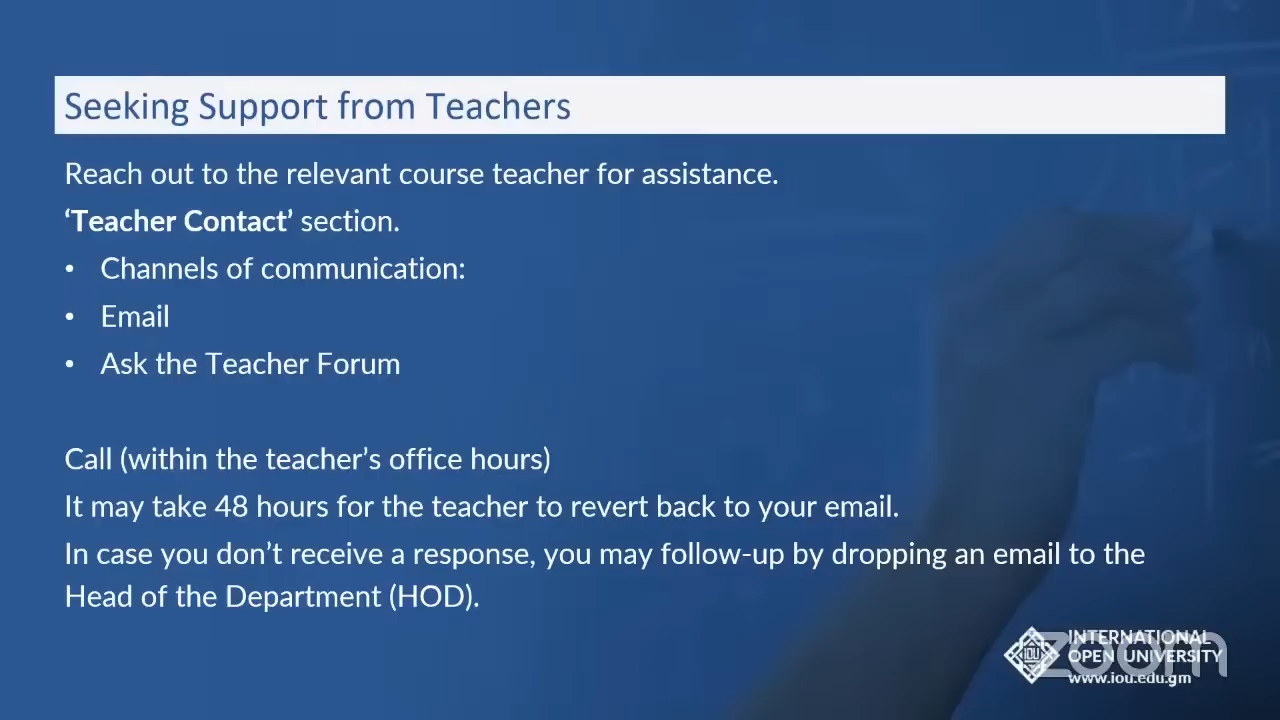 Seeking Support from Teachers
Reach out to the relevant course teacher for assistance.
‘Teacher Contact’ section.
• Channels of communication:
• Email
• Ask the Teacher Forum
Call (within the teacher’s office hours)
It may take 48 hours for the teacher to revert back to your email.
In case you don’t receive a response, you may follow-up by dropping an email to the
Head of the Department (HOD).
IOU
INTERNATIONAL
OPEN UNIVERSITY
www.iou.edu.gm
zoom